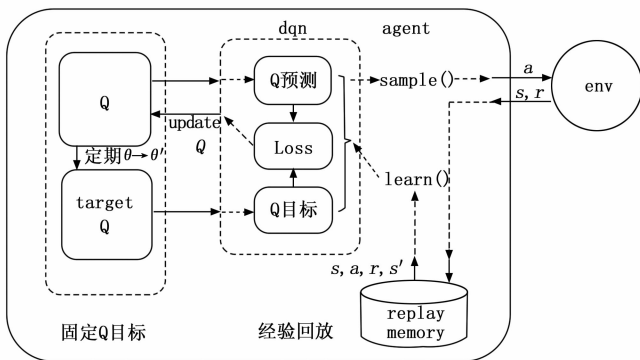 dqn
agent
Q
Q预测
sample()
a
s, r
env
update
Q
定期θ→θ′
Loss
target
Q
Q目标
learn()
s, a, r, s′
replay
memory
固定Q目标
经验回放